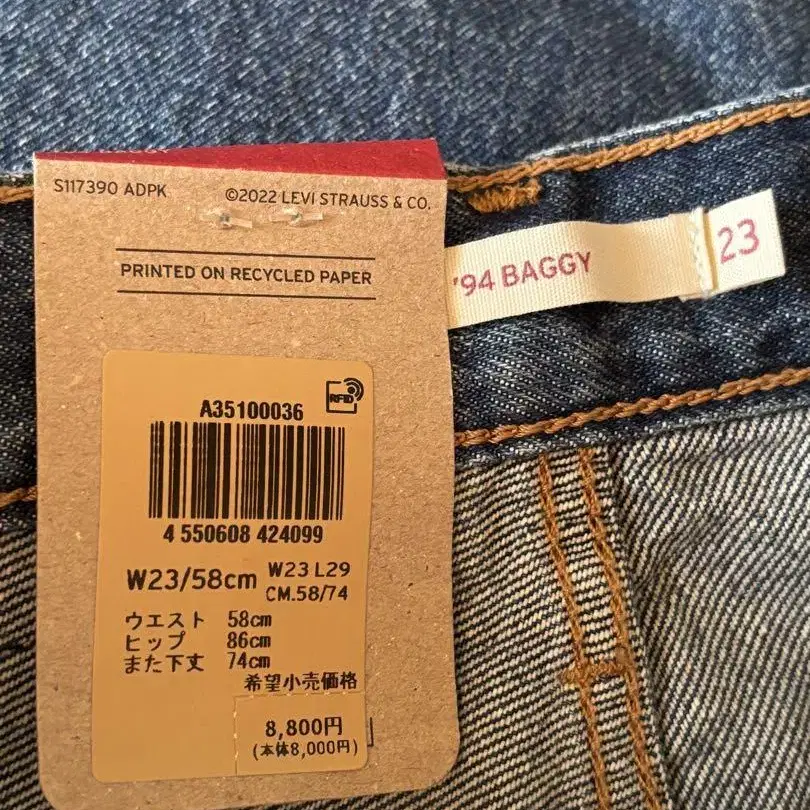 S117390 ADPK
©2022 LEVI STRAUSS & CO.
PRINTED ON RECYCLED PAPER
'94 BAGGY
23
RFID
A35100036
4 550608 424099
W23/58cm
W23 L29
CM.58/74
ウエスト 58cm
ヒップ 86cm
また下丈 74cm
希望小売価格
8,800円
(本体8,000円)